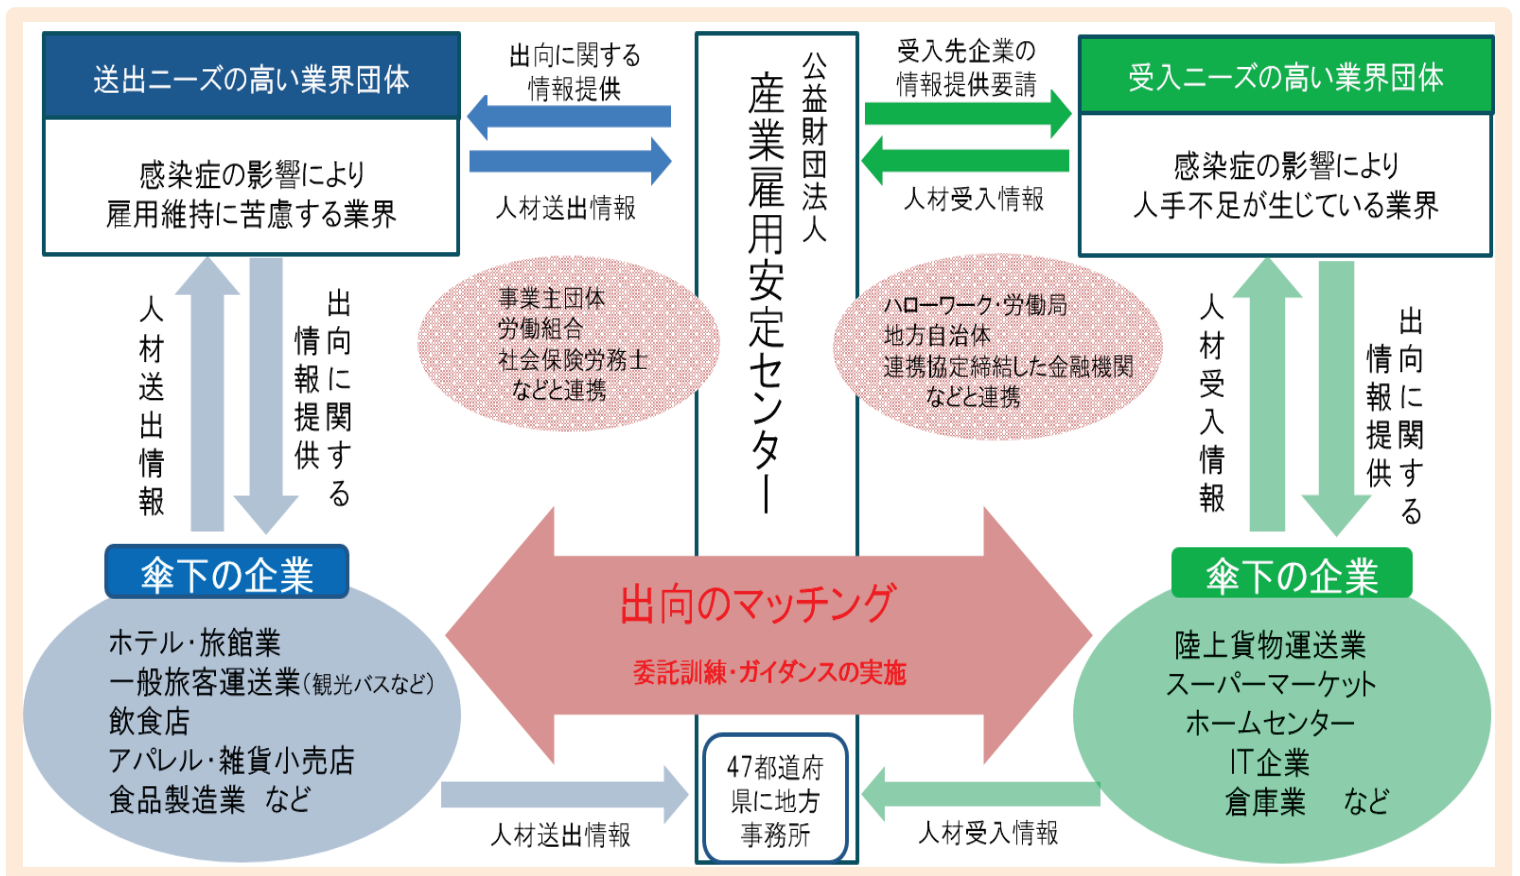 送出ニーズの高い業界団体
感染症の影響により
雇用維持に苦慮する業界
出向に関する
情報提供
人材送出情報
公益財団法人
産業雇用安定センター
受入先企業の
情報提供要請
人材受入情報
受入ニーズの高い業界団体
感染症の影響により
人手不足が生じている業界
事業主団体
労働組合
社会保険労務士
などと連携
ハローワーク・労働局
地方自治体
連携協定締結した金融機関
などと連携
人材送出情報
出向に関する
情報提供
人材受入情報
出向に関する
情報提供
傘下の企業
ホテル・旅館業
一般旅客運送業(観光バスなど)
飲食店
アパレル・雑貨小売店
食品製造業 など
出向のマッチング
委託訓練・ガイダンスの実施
傘下の企業
陸上貨物運送業
スーパーマーケット
ホームセンター
IT企業
倉庫業 など
人材送出情報
47都道府
県に地方
事務所
人材受入情報